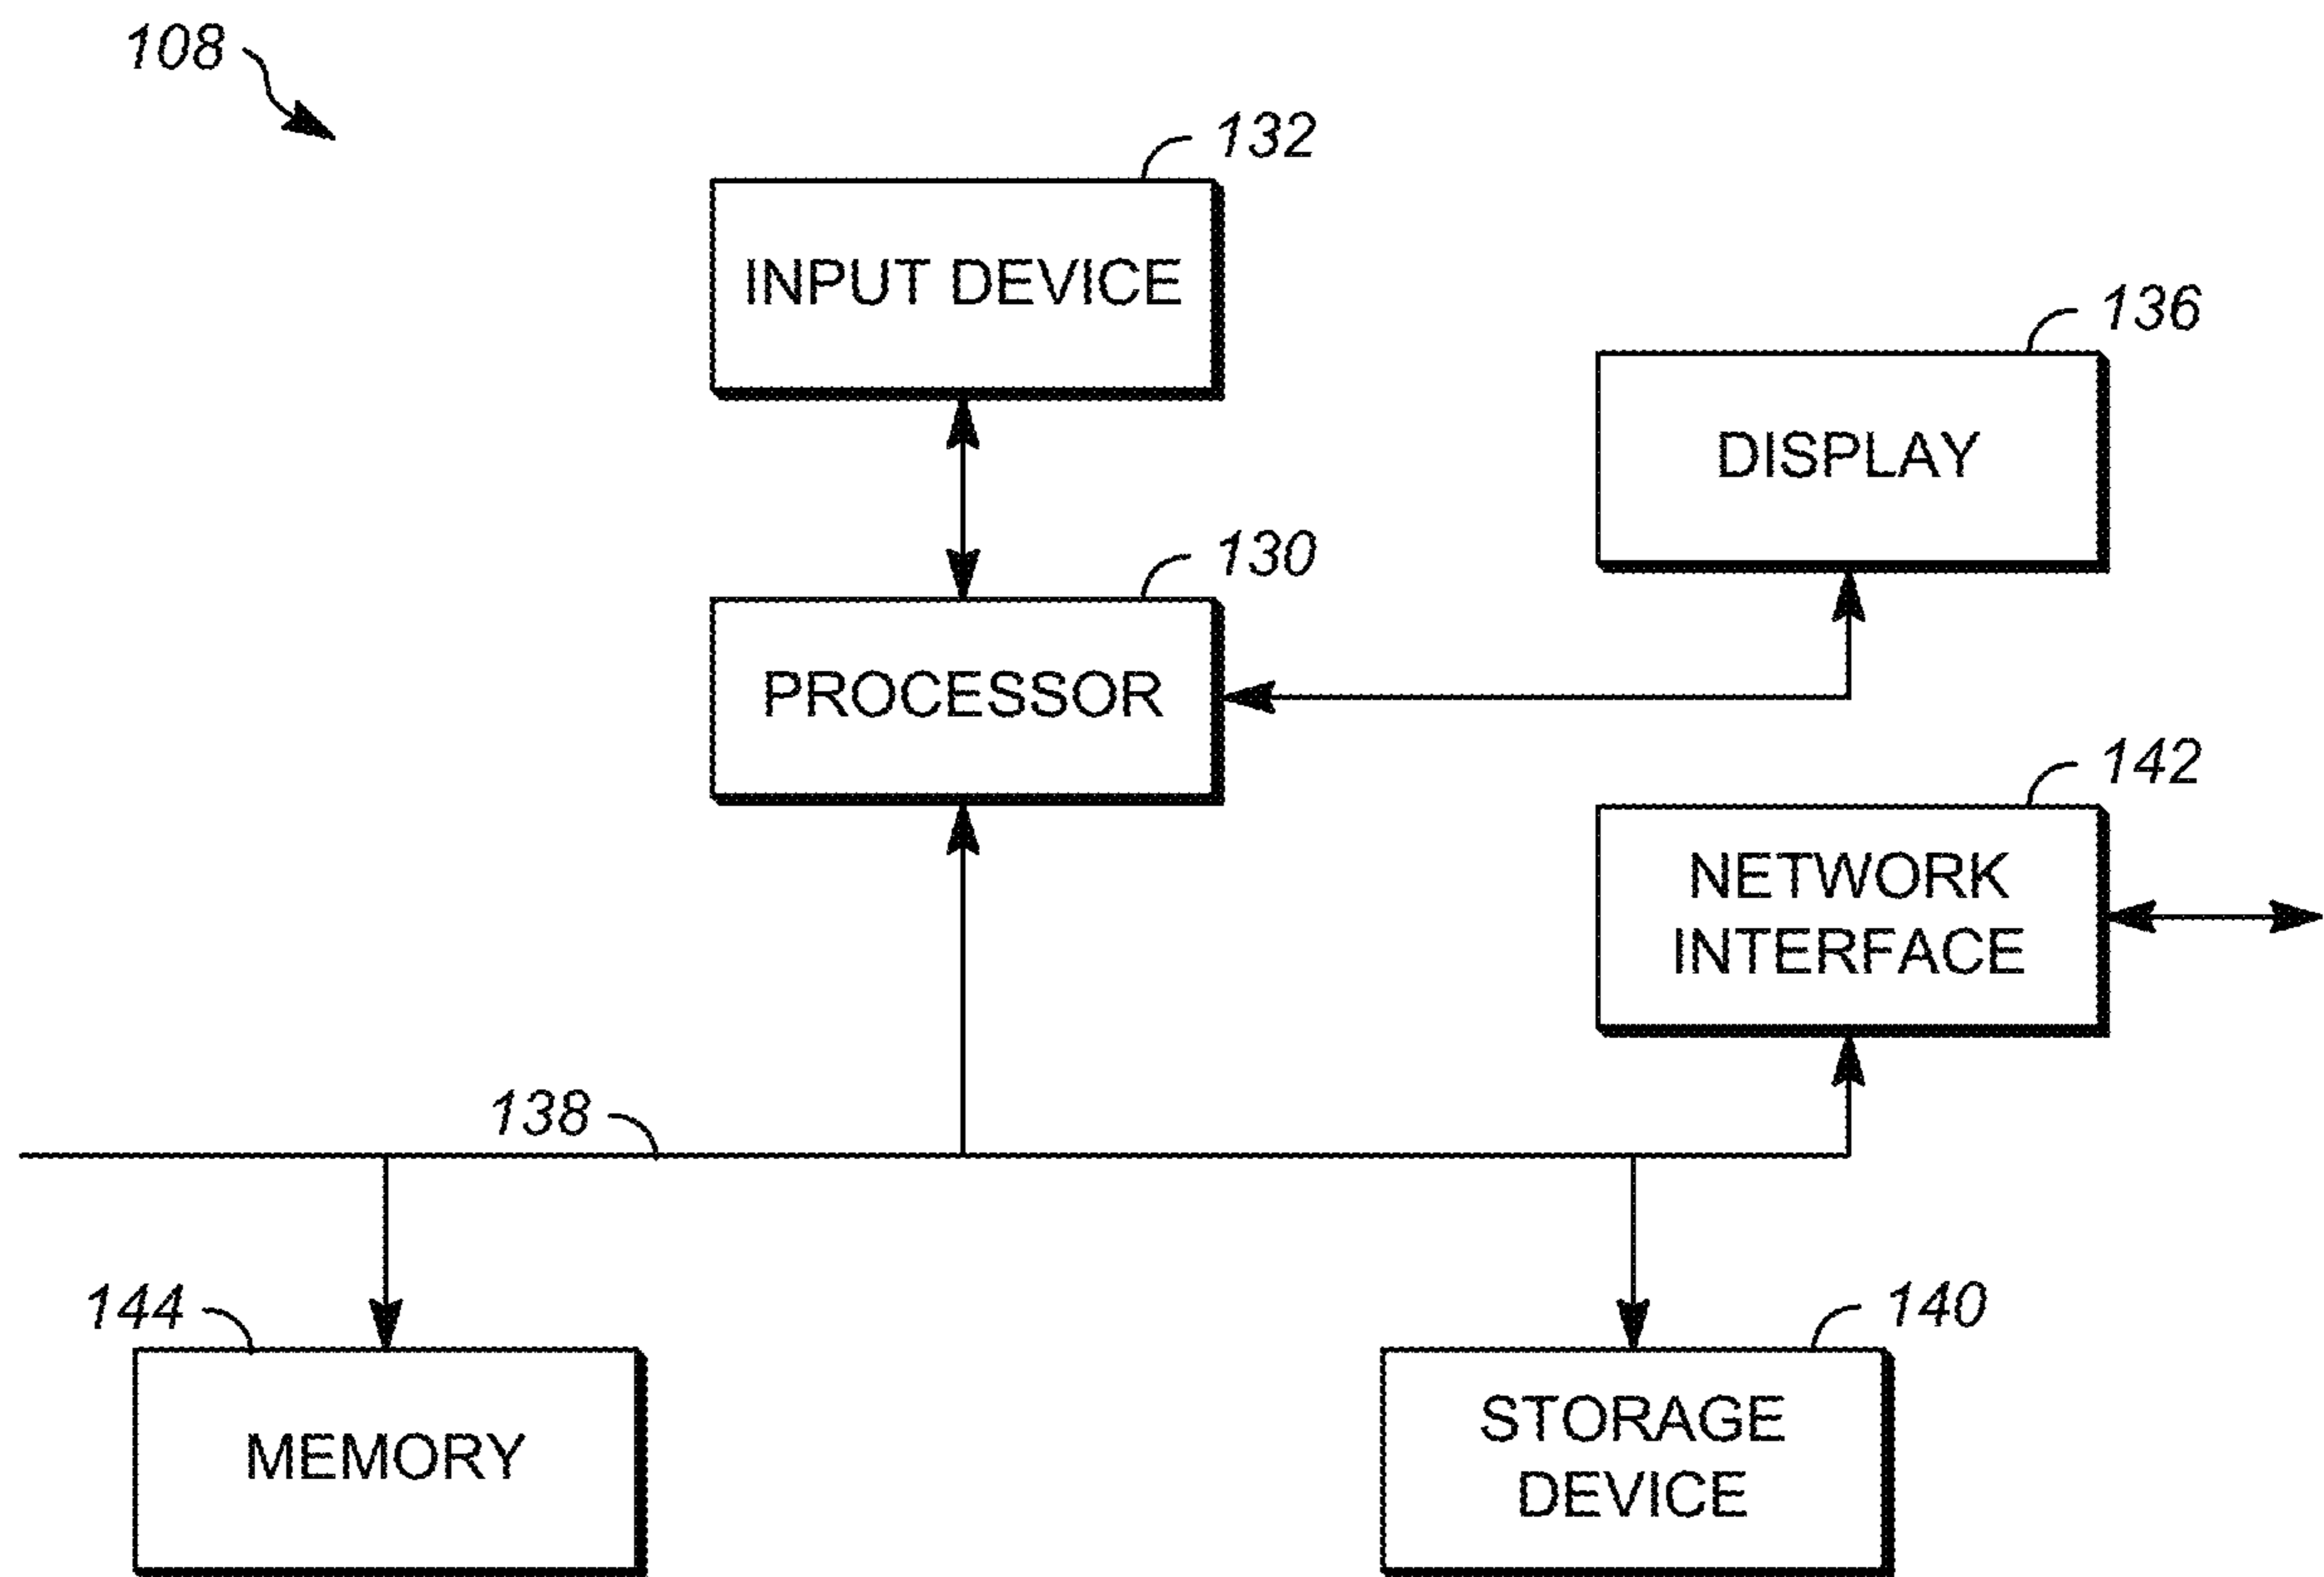 108
132
INPUT DEVICE
136
DISPLAY
130
PROCESSOR
142
NETWORK
INTERFACE
138
144
MEMORY
140
STORAGE
DEVICE